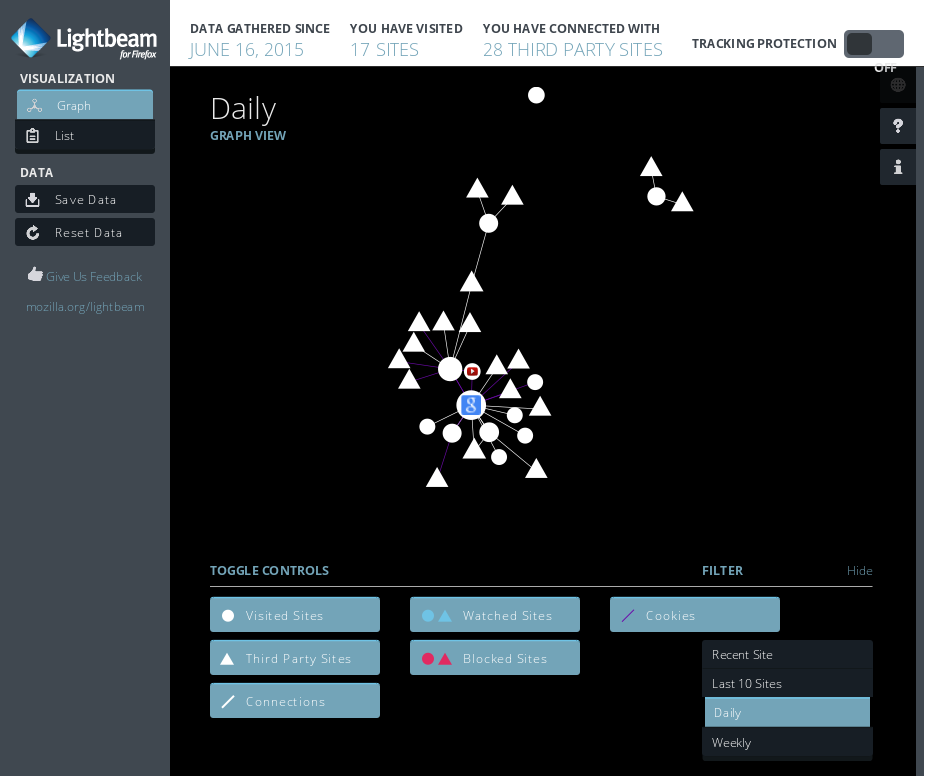 Lightbeam
for Firefox
DATA GATHERED SINCE
JUNE 16, 2015
YOU HAVE VISITED
17 SITES
YOU HAVE CONNECTED WITH
28 THIRD PARTY SITES
TRACKING PROTECTION
OFF
VISUALIZATION
Graph
List
DATA
Save Data
Reset Data
Give Us Feedback
mozilla.org/lightbeam
Daily
GRAPH VIEW
?
i
8
TOGGLE CONTROLS
FILTER
Hide
Visited Sites
Watched Sites
Cookies
Third Party Sites
Blocked Sites
Connections
Recent Site
Last 10 Sites
Daily
Weekly